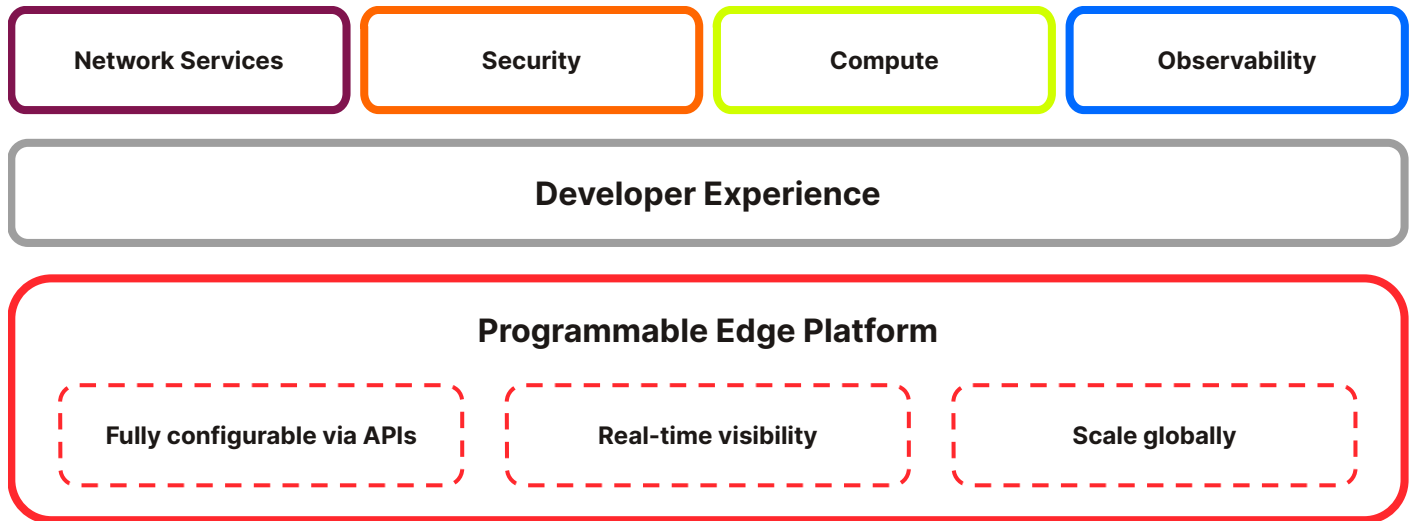 Network Services
Security
Compute
Observability
Developer Experience
Programmable Edge Platform
Fully configurable via APIs
Real-time visibility
Scale globally